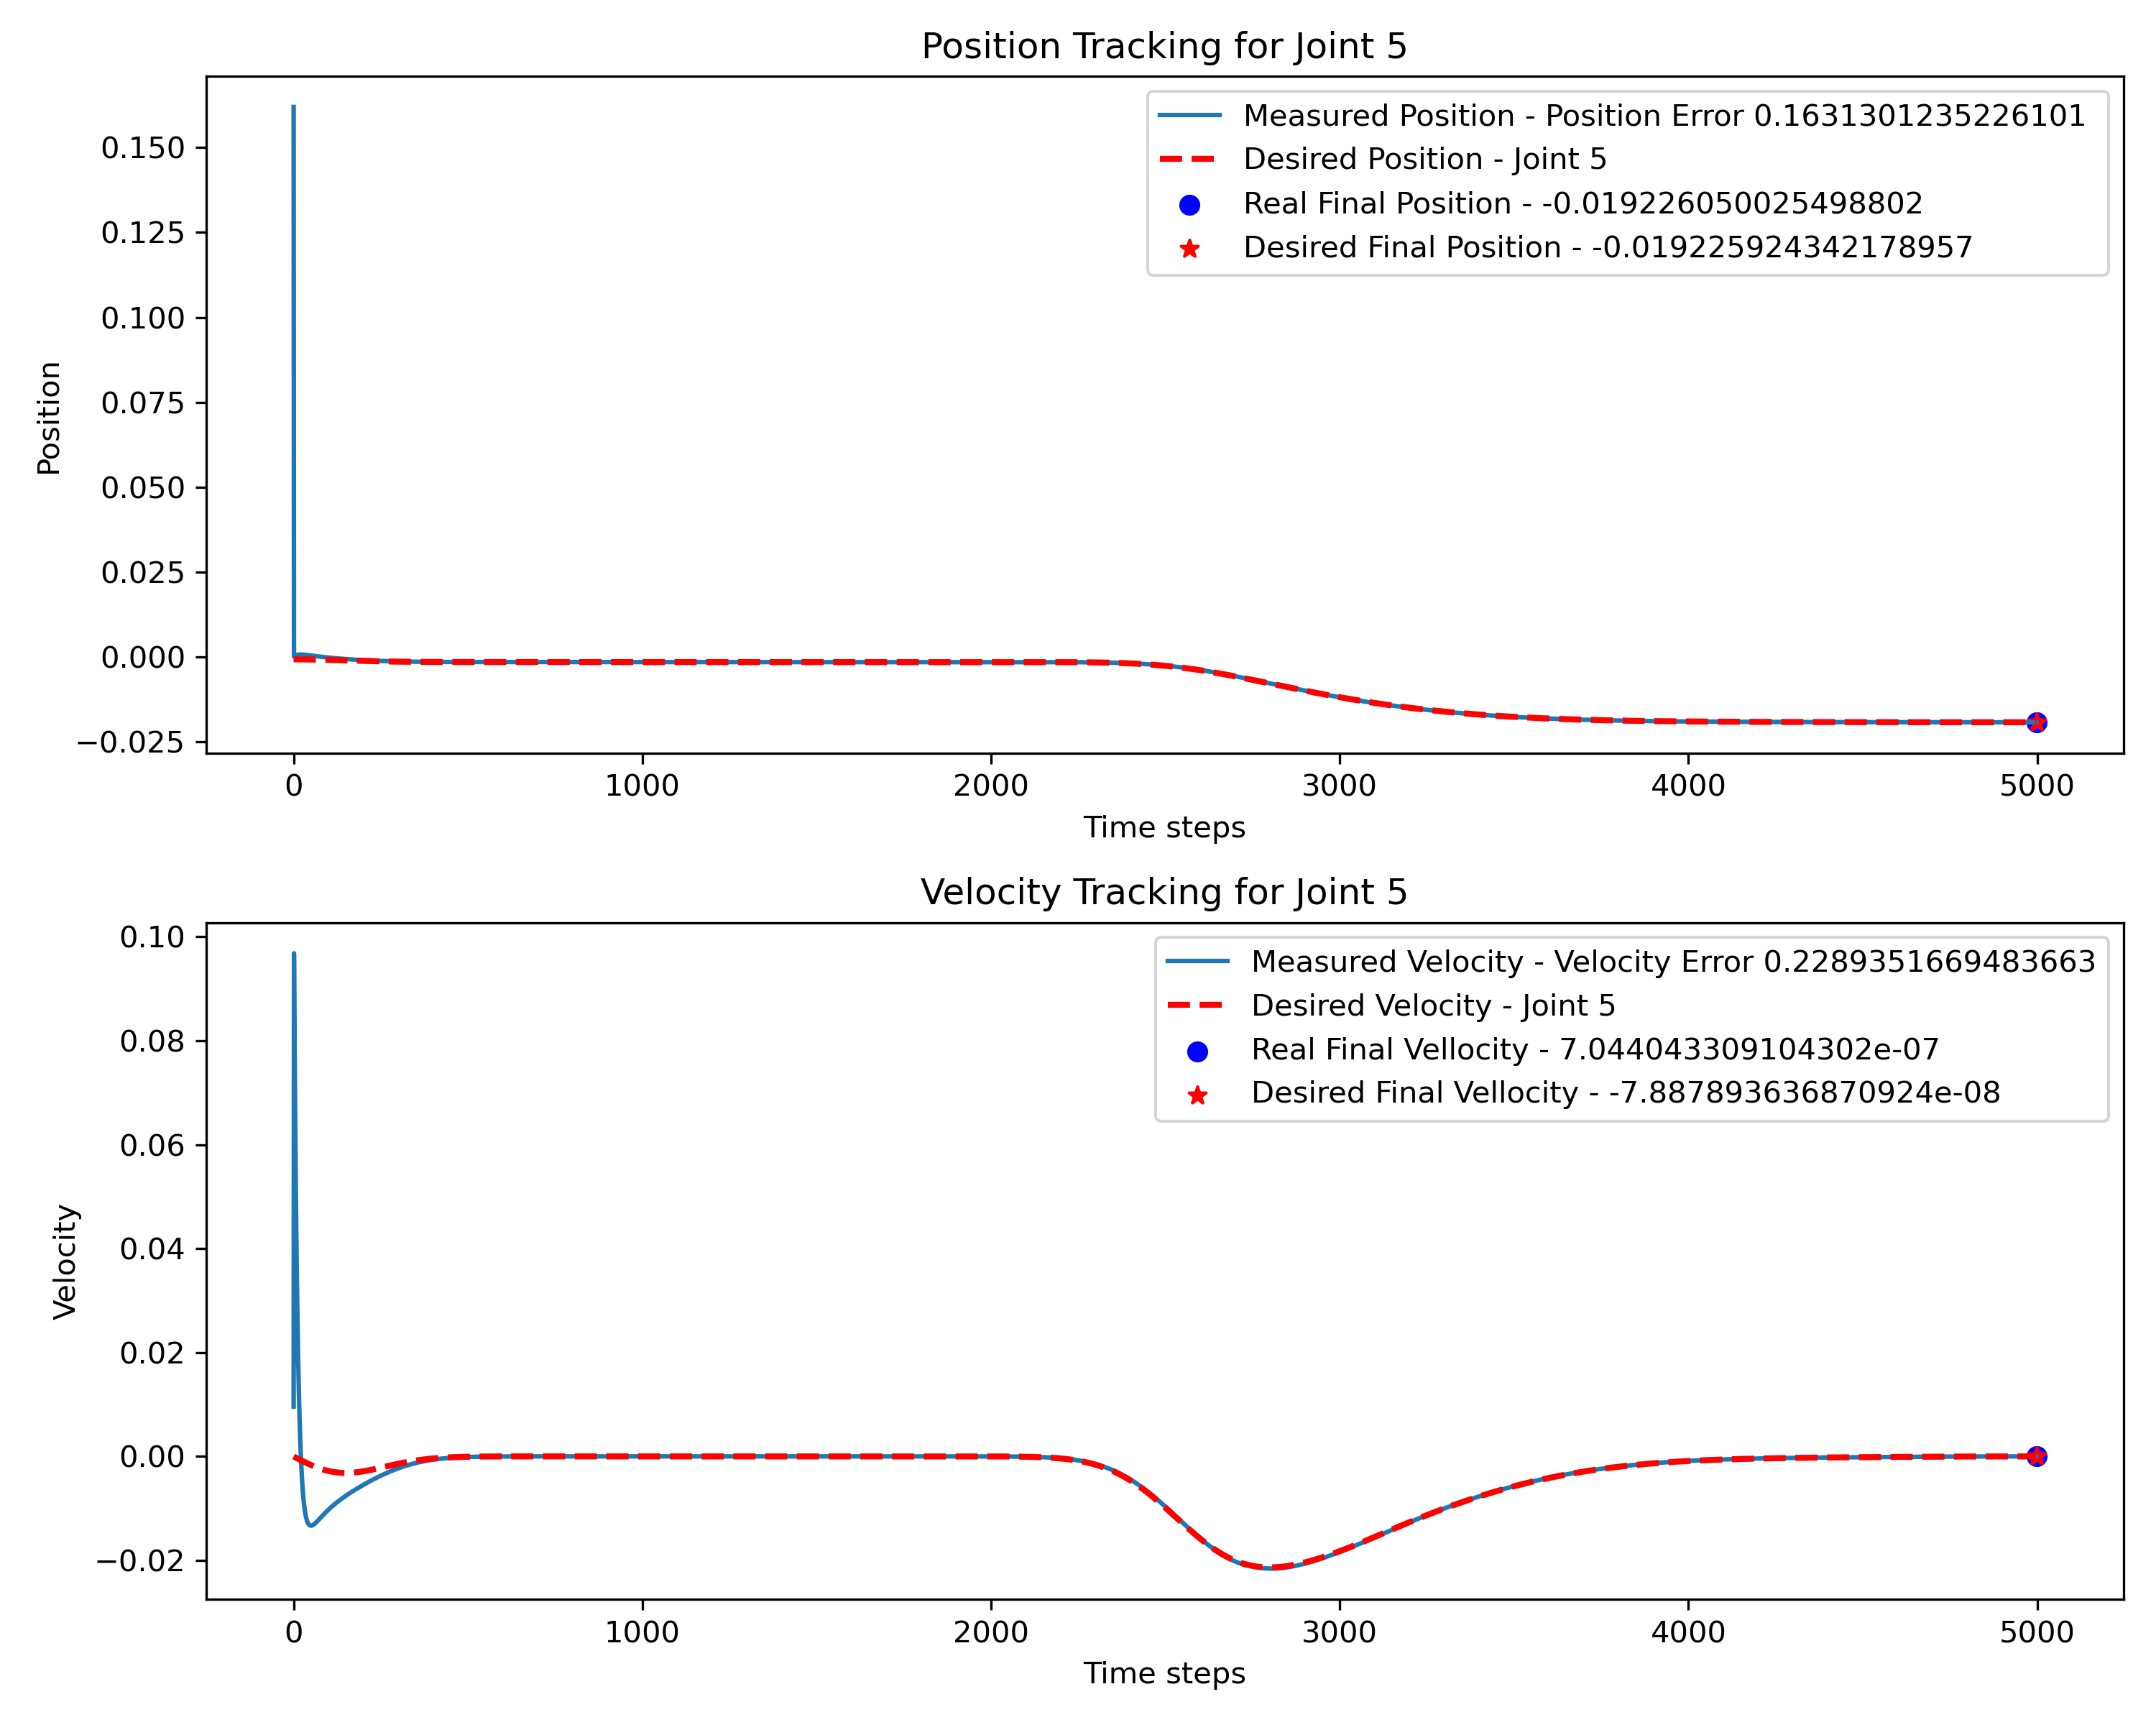 Position Tracking for Joint 5
Measured Position - Position Error 0.1631301235226101
Desired Position - Joint 5
Real Final Position - -0.019226050025498802
Desired Final Position - -0.019225924342178957
0.150
0.125
0.100
0.075
0.050
0.025
0.000
−0.025
Position
0 1000 2000 3000 4000 5000
Time steps
Velocity Tracking for Joint 5
Measured Velocity - Velocity Error 0.2289351669483663
Desired Velocity - Joint 5
Real Final Vellocity - 7.044043309104302e-07
Desired Final Vellocity - -7.887893636870924e-08
0.10
0.08
0.06
0.04
0.02
0.00
−0.02
Velocity
0 1000 2000 3000 4000 5000
Time steps